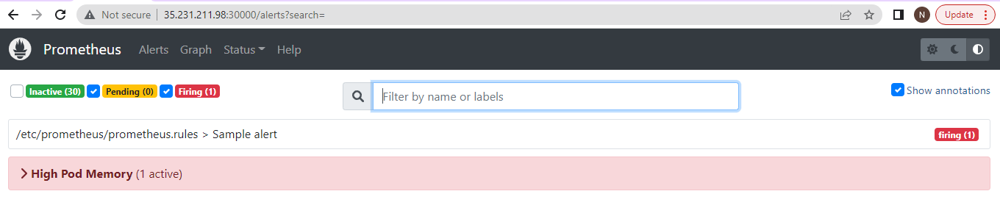 Not secure 35.231.211.98:30000/alerts?search=
N
Update
Prometheus Alerts Graph Status Help
Inactive (30) Pending (0) Firing (1)
Filter by name or labels
Show annotations
/etc/prometheus/prometheus.rules > Sample alert
firing (1)
High Pod Memory (1 active)